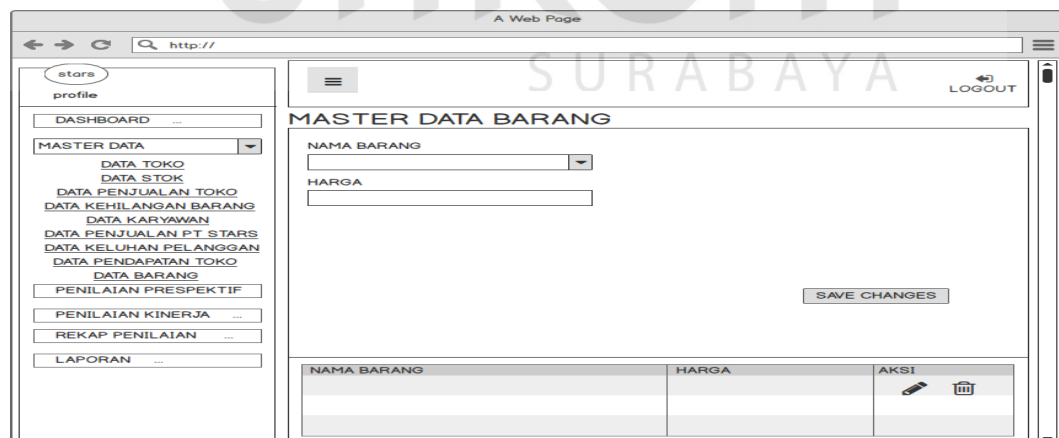 A Web Page
http://
SURABAYA
stars
profile
LOGOUT
DASHBOARD ...
MASTER DATA
DATA TOKO
DATA STOK
DATA PENJUALAN TOKO
DATA KEHILANGAN BARANG
DATA KARYAWAN
DATA PENJUALAN PT STARS
DATA KELUHAN PELANGGAN
DATA PENDAPATAN TOKO
DATA BARANG
PENILAIAN PRESPEKTIF
PENILAIAN KINERJA ...
REKAP PENILAIAN ...
LAPORAN ...
MASTER DATA BARANG
NAMA BARANG
HARGA
SAVE CHANGES
NAMA BARANG HARGA AKSI